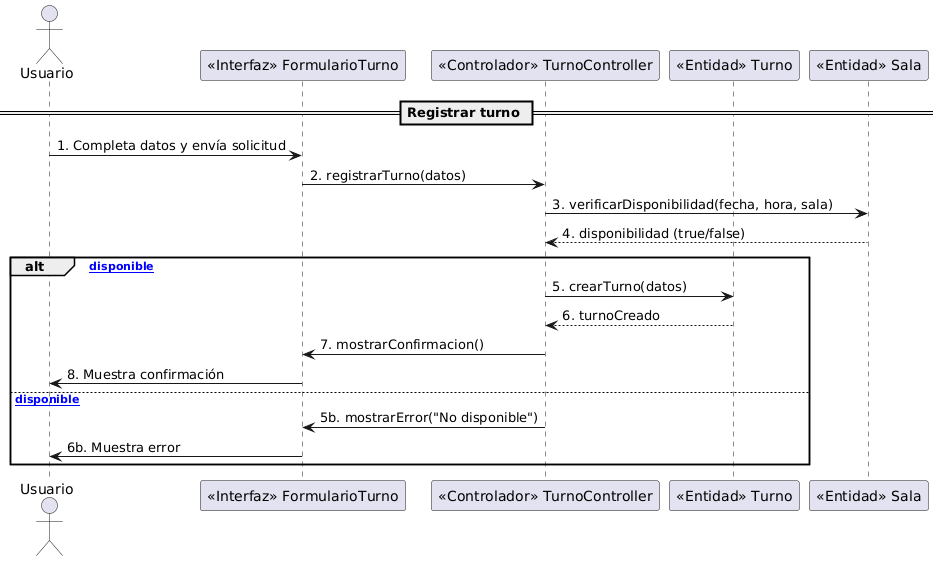 Usuario
«Interfaz» FormularioTurno
«Controlador» TurnoController
«Entidad» Turno
«Entidad» Sala
Registrar turno
1. Completa datos y envía solicitud
2. registrarTurno(datos)
3. verificarDisponibilidad(fecha, hora, sala)
4. disponibilidad (true/false)
alt
disponible
5. crearTurno(datos)
6. turnoCreado
7. mostrarConfirmacion()
8. Muestra confirmación
disponible
5b. mostrarError("No disponible")
6b. Muestra error
Usuario
«Interfaz» FormularioTurno
«Controlador» TurnoController
«Entidad» Turno
«Entidad» Sala